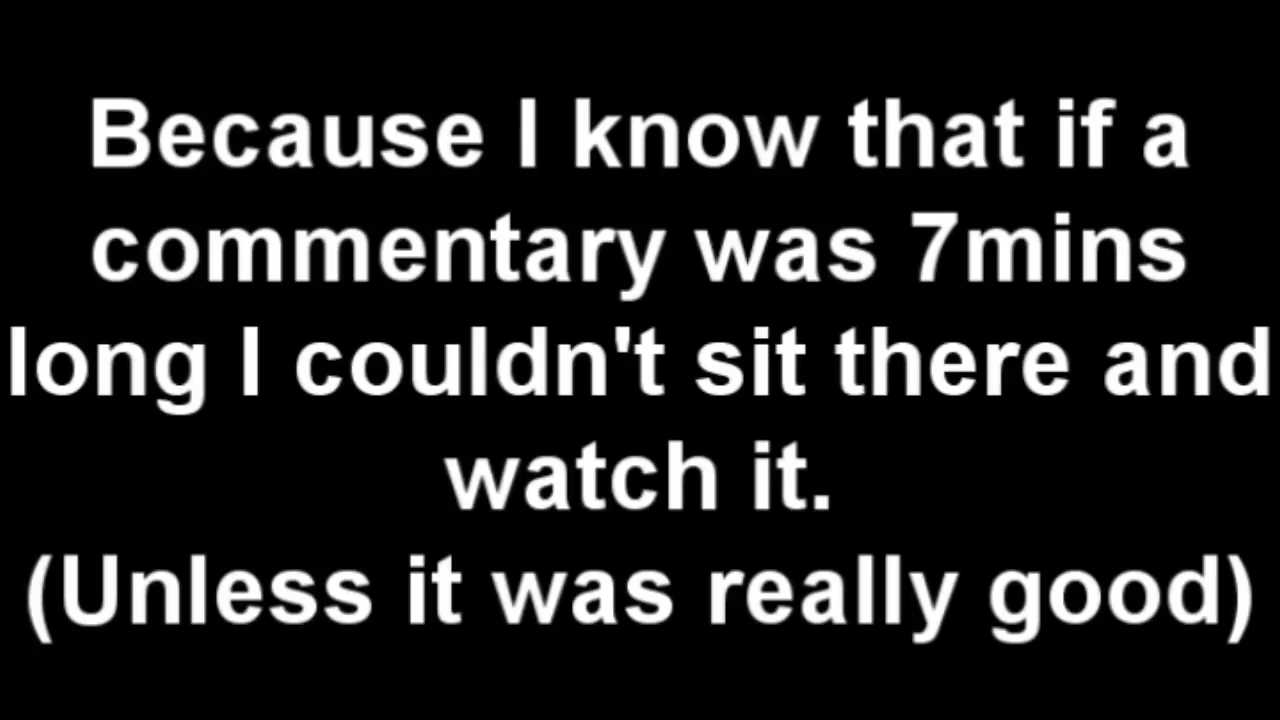 Because I know that if a
commentary was 7mins
long I couldn't sit there and
watch it.
(Unless it was really good)